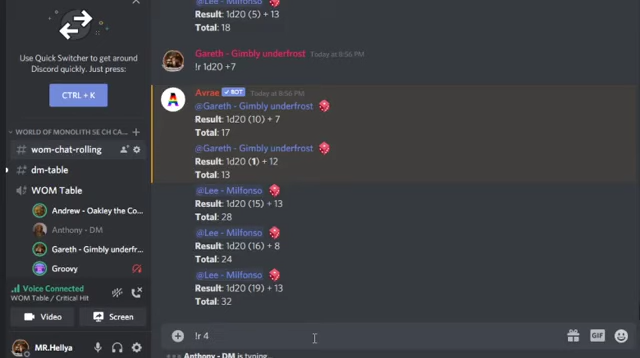 @Lee - Milfonso
Result: 1d20 (5) + 13
Total: 18
Use Quick Switcher to get around
Discord quickly. Just press:
CTRL + K
Gareth - Gimbly underfrost Today at 8:56 PM
!r 1d20 +7
A
Avrae ✓ BOT Today at 8:56 PM
@Gareth - Gimbly underfrost
Result: 1d20 (10) + 7
Total: 17
@Gareth - Gimbly underfrost
Result: 1d20 (1) + 12
Total: 13
@Lee - Milfonso
Result: 1d20 (15) + 13
Total: 28
@Lee - Milfonso
Result: 1d20 (16) + 8
Total: 24
@Lee - Milfonso
Result: 1d20 (19) + 13
Total: 32
WORLD OF MONOLITH SE CH CA...
# wom-chat-rolling
# dm-table
WOM Table
Andrew - Oakley the Co...
Anthony - DM
Gareth - Gimbly underfr...
Groovy
Voice Connected
WOM Table / Critical Hit
Video
Screen
MR.Hellya
!r 4
GIF
Anthony - DM is typing...